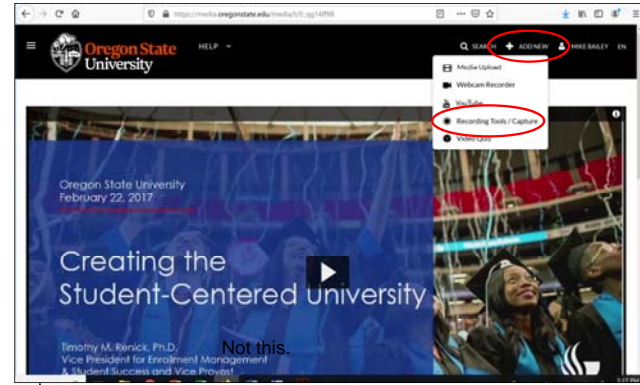 https://media.oregonstate.edu/media/t/0_qg14ff98
Oregon State
University
HELP
SEARCH
ADD NEW
MIKE BAILEY
EN
Media Upload
Webcam Recorder
YouTube
Recording Tools / Capture
Video Quiz
Oregon State University
February 22, 2017
Creating the
Student-Centered University
Timothy M. Renick, Ph.D.
Vice President for Enrollment Management
& Student Success and Vice Provost
Not this.